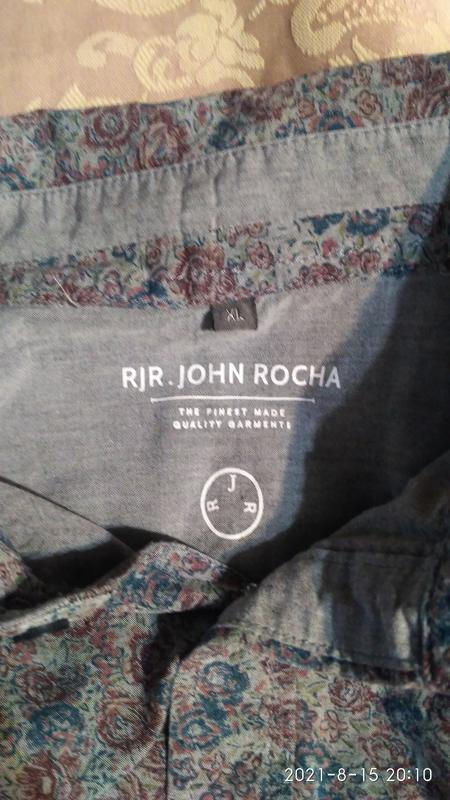 XL
RJR.JOHN ROCHA
THE FINEST MADE
QUALITY GARMENTS
J
R R
2021-8-15 20:10